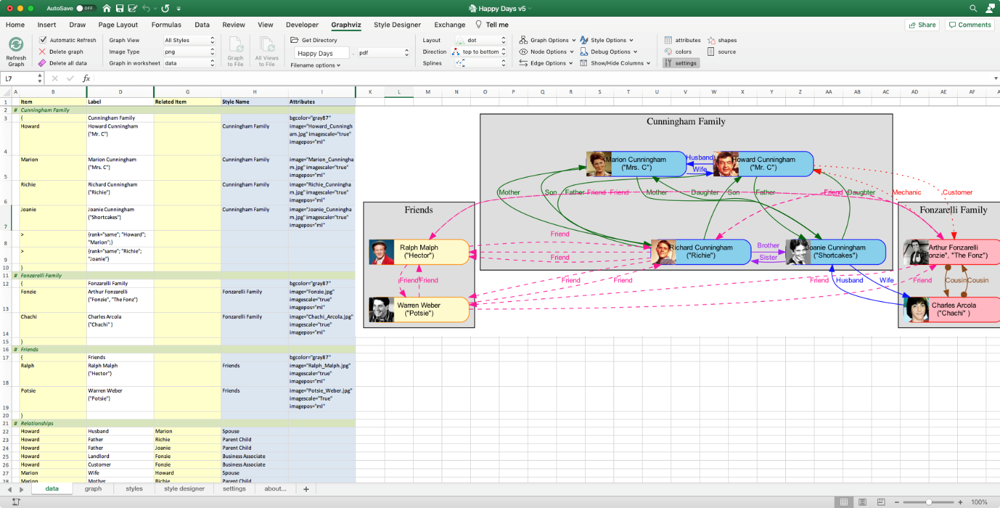 AutoSave OFF
Happy Days v5
Home Insert Draw Page Layout Formulas Data Review View Developer Graphviz Style Designer Exchange Tell me
Share Comments
Refresh Graph
Automatic Refresh
Delete graph
Delete all data
Graph View All Styles
Image Type png
Graph in worksheet data
Graph to File
All Views to File
Get Directory
Happy Days . pdf
Filename options
Layout dot
Direction top to bottom
Splines
Graph Options Style Options
Node Options Debug Options
Edge Options Show/Hide Columns
attributes shapes
colors source
settings
L7 fx
A B D G H I K L M N O P Q R S T U V W X Y Z AA AB AC AD AE AF
1 Item Label Related Item Style Name Attributes
2 # Cunningham Family
3 { Cunningham Family bgcolor="gray87"
Howard Howard Cunningham Cunningham Family image="Howard_Cunningh
("Mr. C") am.jpg" imagescale="true"
4 imagepos="ml"
Marion Marion Cunningham Cunningham Family image="Marion_Cunningha
("Mrs. C") m.jpg" imagescale="true"
5 imagepos="ml"
Richie Richard Cunningham Cunningham Family image="Richie_Cunningha
("Richie") m.jpg" imagescale="true"
6 imagepos="ml"
Joanie Joanie Cunningham Cunningham Family image="Joanie_Cunningha
("Shortcakes") m.jpg" imagescale="true"
7 imagepos="ml"
> {rank="same"; "Howard";
8 "Marion";}
> {rank="same"; "Richie";
9 "Joanie"}
10 }
11 # Fonzarelli Family
12 { Fonzarelli Family bgcolor="gray87"
Fonzie Arthur Fonzarelli Fonzarelli Family image="Fonzie.jpg"
("Fonzie", "The Fonz") imagescale="true"
13 imagepos="ml"
Chachi Charles Arcola Fonzarelli Family image="Chachi_Arcola.jpg"
("Chachi" ) imagescale="true"
14 imagepos="ml"
15 }
16 # Friends
17 { Friends bgcolor="gray87"
Ralph Ralph Malph Friends image="Ralph_Malph.jpg"
("Hector") imagescale="true"
18 imagepos="ml"
Potsie Warren Weber Friends image="Potsie_Weber.jpg"
("Potsie") imagescale="True"
19 imagepos="ml"
20 }
21 # Relationships
22 Howard Husband Marion Spouse
23 Howard Father Richie Parent Child
24 Howard Father Joanie Parent Child
25 Howard Landlord Fonzie Business Associate
26 Howard Customer Fonzie Business Associate
27 Marion Wife Howard Spouse
28 Marion Mother Richie Parent Child
Cunningham Family
Marion Cunningham
("Mrs. C")
Husband
Wife
Howard Cunningham
("Mr. C")
Mother Son Father Friend Friend Mother Daughter Son Father Friend Daughter Mechanic Customer
Friends
Fonzarelli Family
Friend
Ralph Malph
("Hector")
Friend
Richard Cunningham
("Richie")
Brother
Sister
Joanie Cunningham
("Shortcakes")
Arthur Fonzarelli
"The Fonz")
Friend Friend Friend Friend Friend Husband Wife Friend Cousin Cousin
Warren Weber
("Potsie")
Charles Arcola
("Chachi" )
data graph styles style designer settings about... +
100%